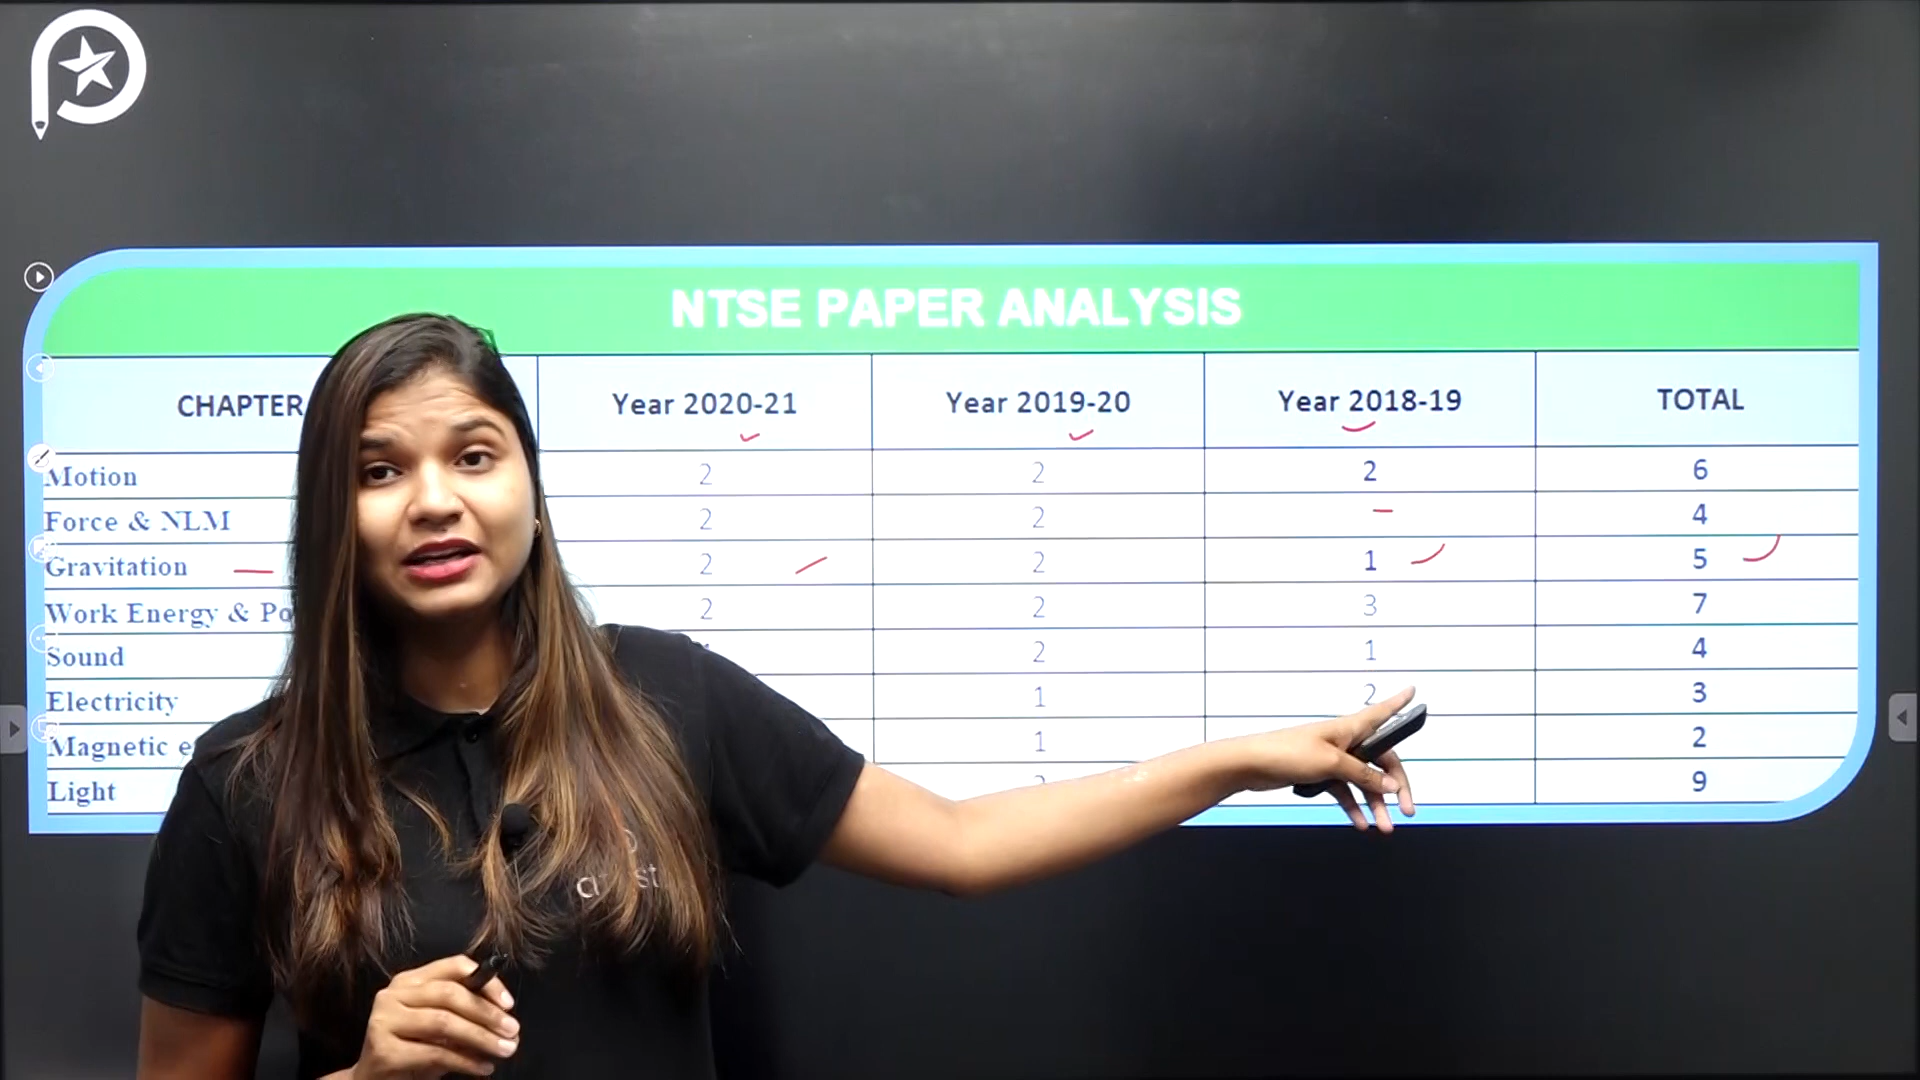 NTSE PAPER ANALYSIS
CHAPTER Year 2020-21 Year 2019-20 Year 2018-19 TOTAL
Motion 2 2 2 6
Force & NLM 2 2 - 4
Gravitation 2 2 1 5
Work Energy & 2 2 3 7
Sound 2 1 4
Electricity 1 2 3
Magnetic 1 2
Light 9